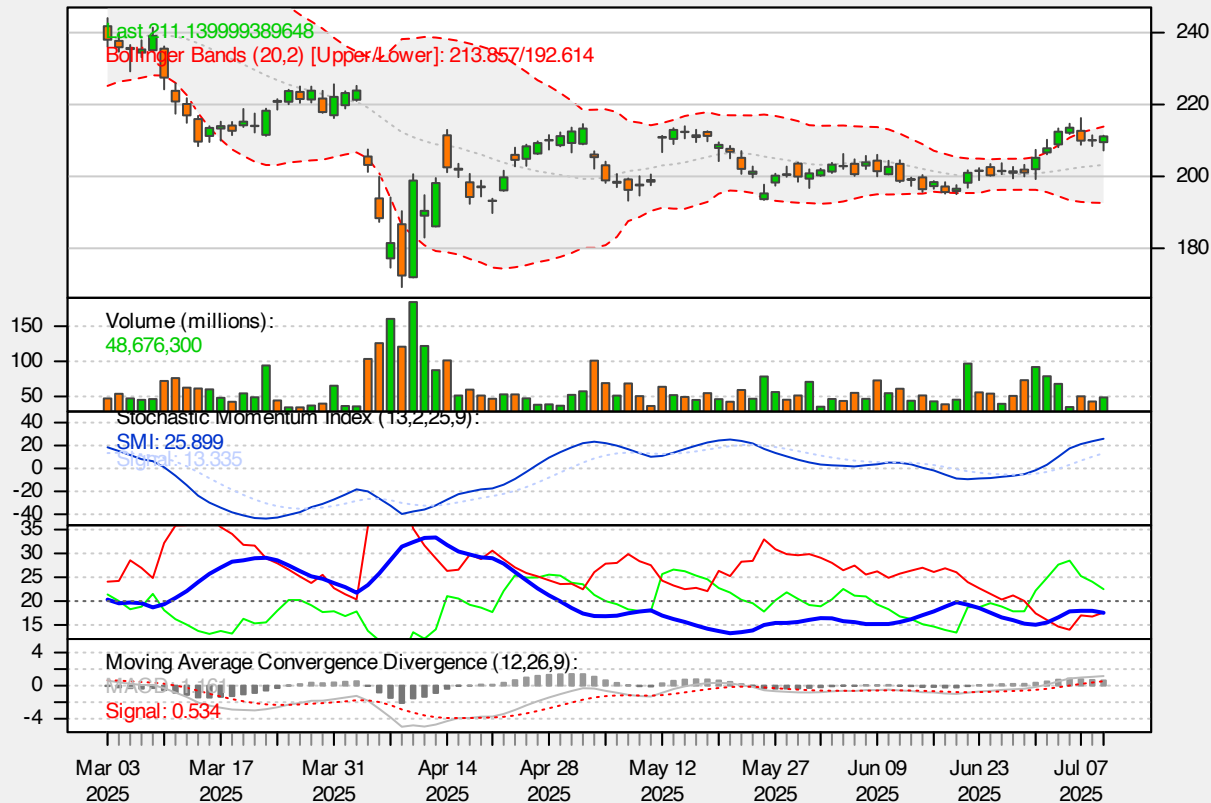 Last 211.139999389648
Bollinger Bands (20,2) [Upper/Lower]: 213.857/192.614
240
220
200
180
Volume (millions):
48,676,300
150
100
50
Stochastic Momentum Index (13,2,25,9):
SMI: 25.899
Signal: 13.335
40
20
0
-20
-40
35
30
25
20
15
Moving Average Convergence Divergence (12,26,9):
MACD: 1.161
Signal: 0.534
4
0
-4
Mar 03 Mar 17 Mar 31 Apr 14 Apr 28 May 12 May 27 Jun 09 Jun 23 Jul 07
2025 2025 2025 2025 2025 2025 2025 2025 2025 2025